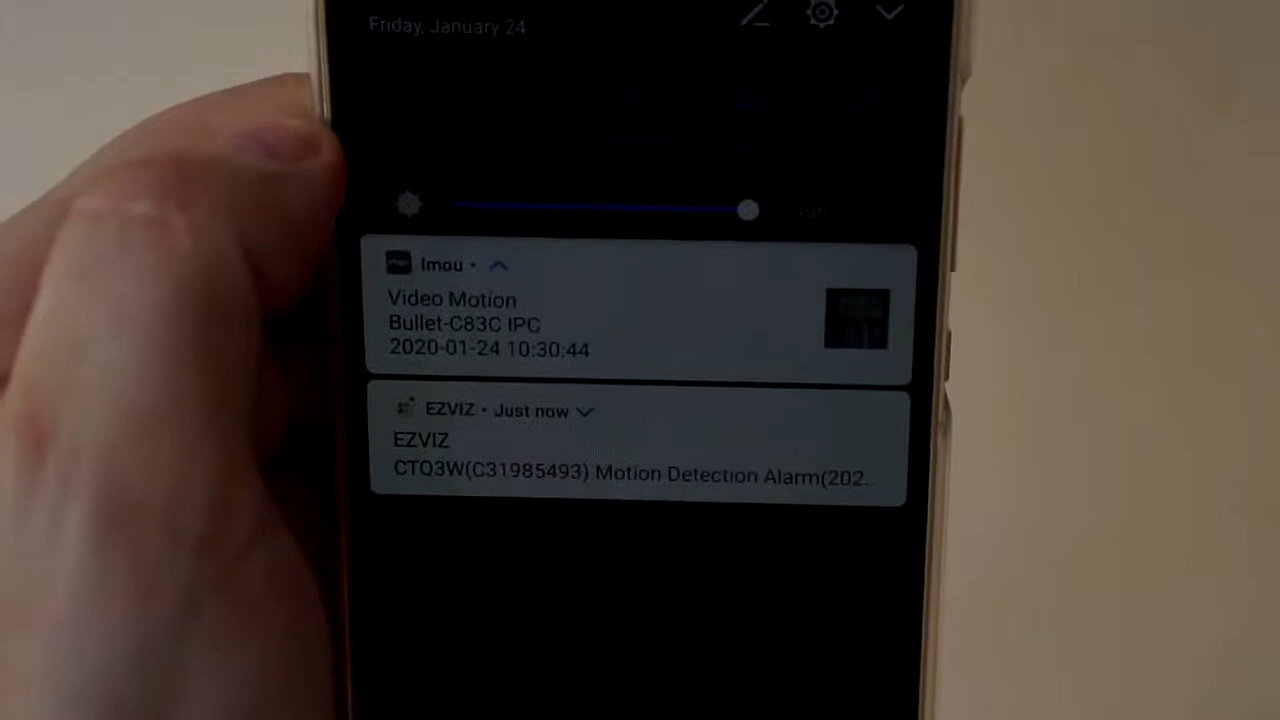 Friday, January 24
Imou •
Video Motion
Bullet-C83C IPC
2020-01-24 10:30:44
EZVIZ • Just now
EZVIZ
CTQ3W(C31985493) Motion Detection Alarm(202..